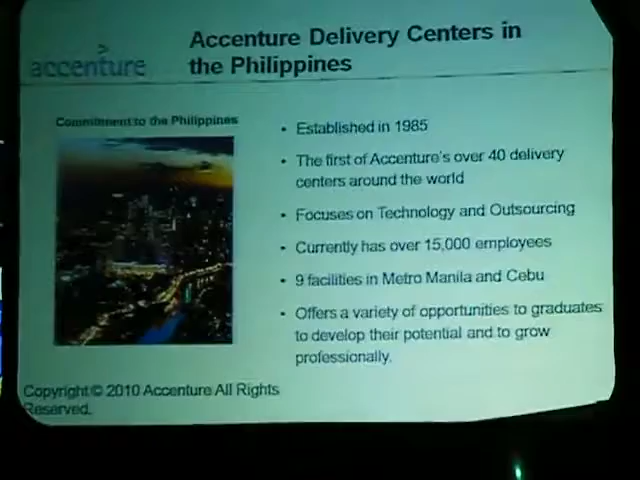 Accenture Delivery Centers in
the Philippines
>
accenture
Commitment to the Philippines
• Established in 1985
• The first of Accenture's over 40 delivery
centers around the world
• Focuses on Technology and Outsourcing
• Currently has over 15,000 employees
• 9 facilities in Metro Manila and Cebu
• Offers a variety of opportunities to graduates
to develop their potential and to grow
professionally.
Copyright © 2010 Accenture All Rights
Reserved.